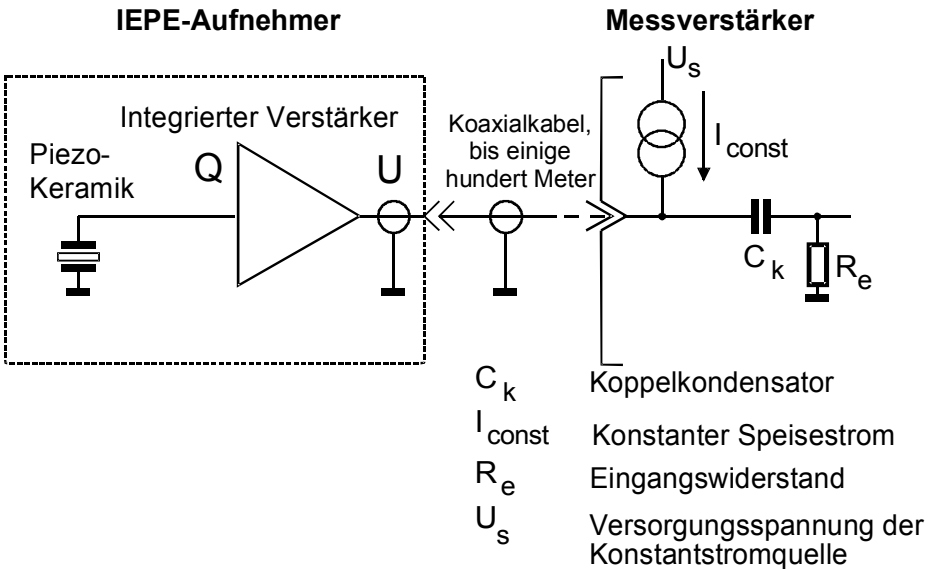 IEPE-Aufnehmer
Messverstärker
Integrierter Verstärker
Piezo-
Keramik
Q
U
Koaxialkabel,
bis einige
hundert Meter
Us
Iconst
Ck
Re
Ck Koppelkondensator
Iconst Konstanter Speisestrom
Re Eingangswiderstand
Us Versorgungsspannung der
Konstantstromquelle